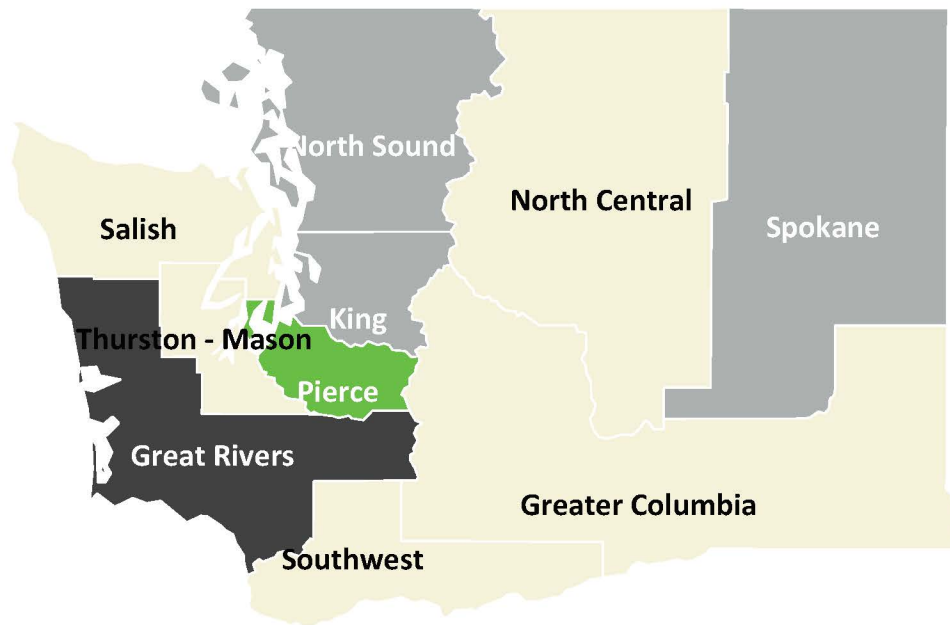 North Sound
North Central
Salish
Spokane
King
Thurston - Mason
Pierce
Great Rivers
Greater Columbia
Southwest